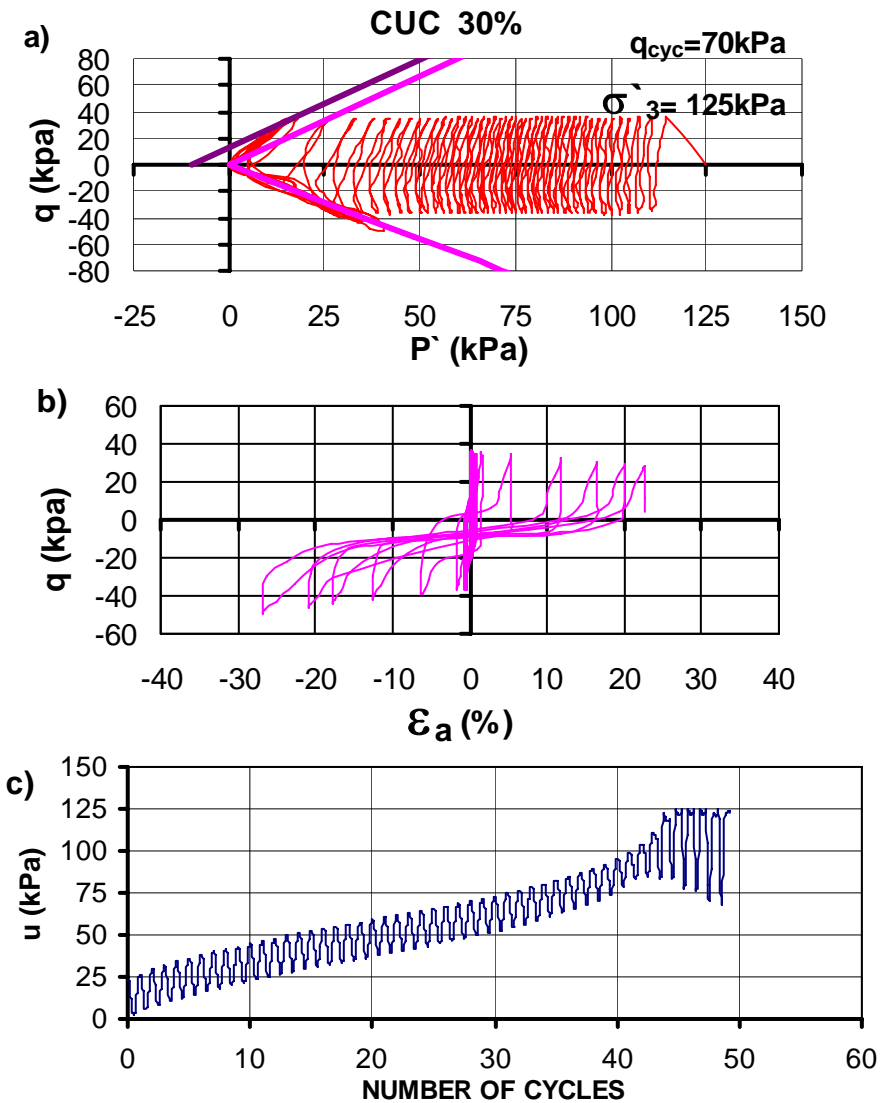 a)
CUC 30%
qcyc=70kPa
σ`3= 125kPa
80
60
40
20
0
-20
-40
-60
-80
q (kpa)
-25 0 25 50 75 100 125 150
P` (kPa)
b)
60
40
20
0
-20
-40
-60
q (kpa)
-40 -30 -20 -10 0 10 20 30 40
εa (%)
c)
150
125
100
75
50
25
0
u (kPa)
0 10 20 30 40 50 60
NUMBER OF CYCLES